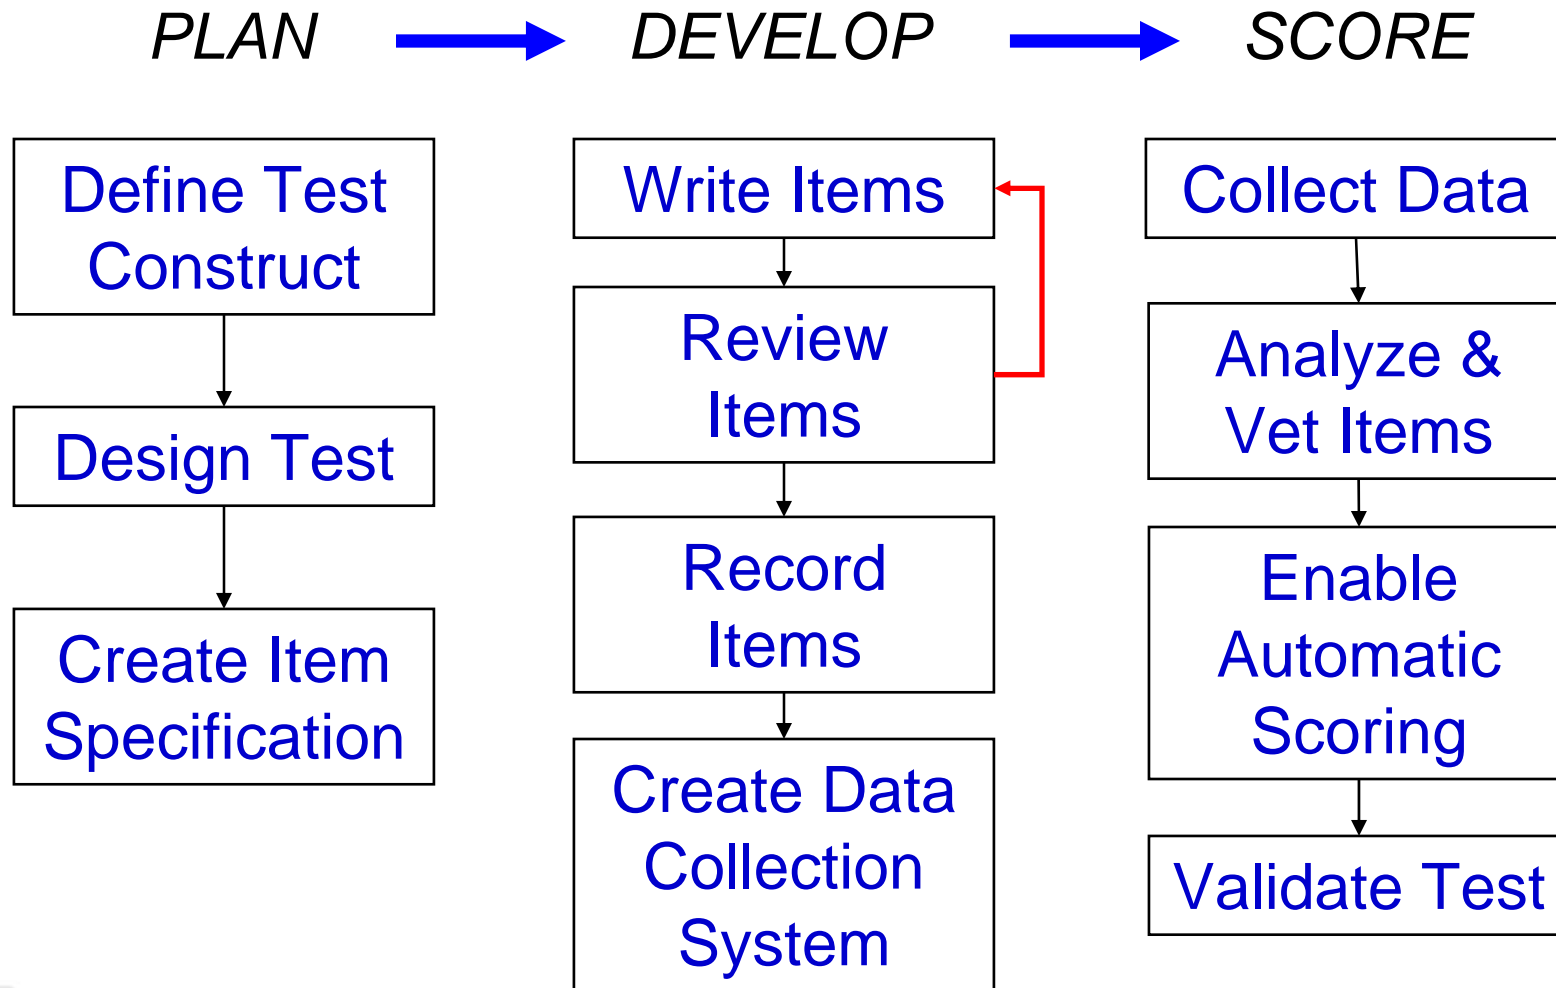 PLAN
DEVELOP
SCORE
Define Test
Construct
Design Test
Create Item
Specification
Write Items
Review
Items
Record
Items
Create Data
Collection
System
Collect Data
Analyze &
Vet Items
Enable
Automatic
Scoring
Validate Test